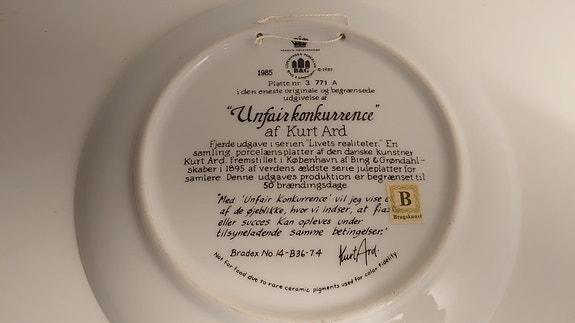 1985
B&G
© 1985
Platte nr. 3.771 A
i den eneste originale og begrænsede
udgivelse af
"Unfair konkurrence"
af Kurt Ard
Fjerde udgave i serien "Livets realiteter." En
samling porcelænsplatter af den danske kunstner
Kurt Ard, fremstillet i København af Bing & Grøndahl-
skaber i 1895 af verdens ældste serie juleplatter for
samlere. Denne udgaves produktion er begrænset til
50 brændingsdage.
"Med 'Unfair Konkurrence' vil jeg vise e
af de øjeblikke, hvor vi indser, at fias
eller succes kan opleves under
tilsyneladende samme betingelser."
B
Brugskunst
Bradex No. 14-B36-7.4
Kurt Ard.
Not for food due to rare ceramic pigments used for color fidelity.